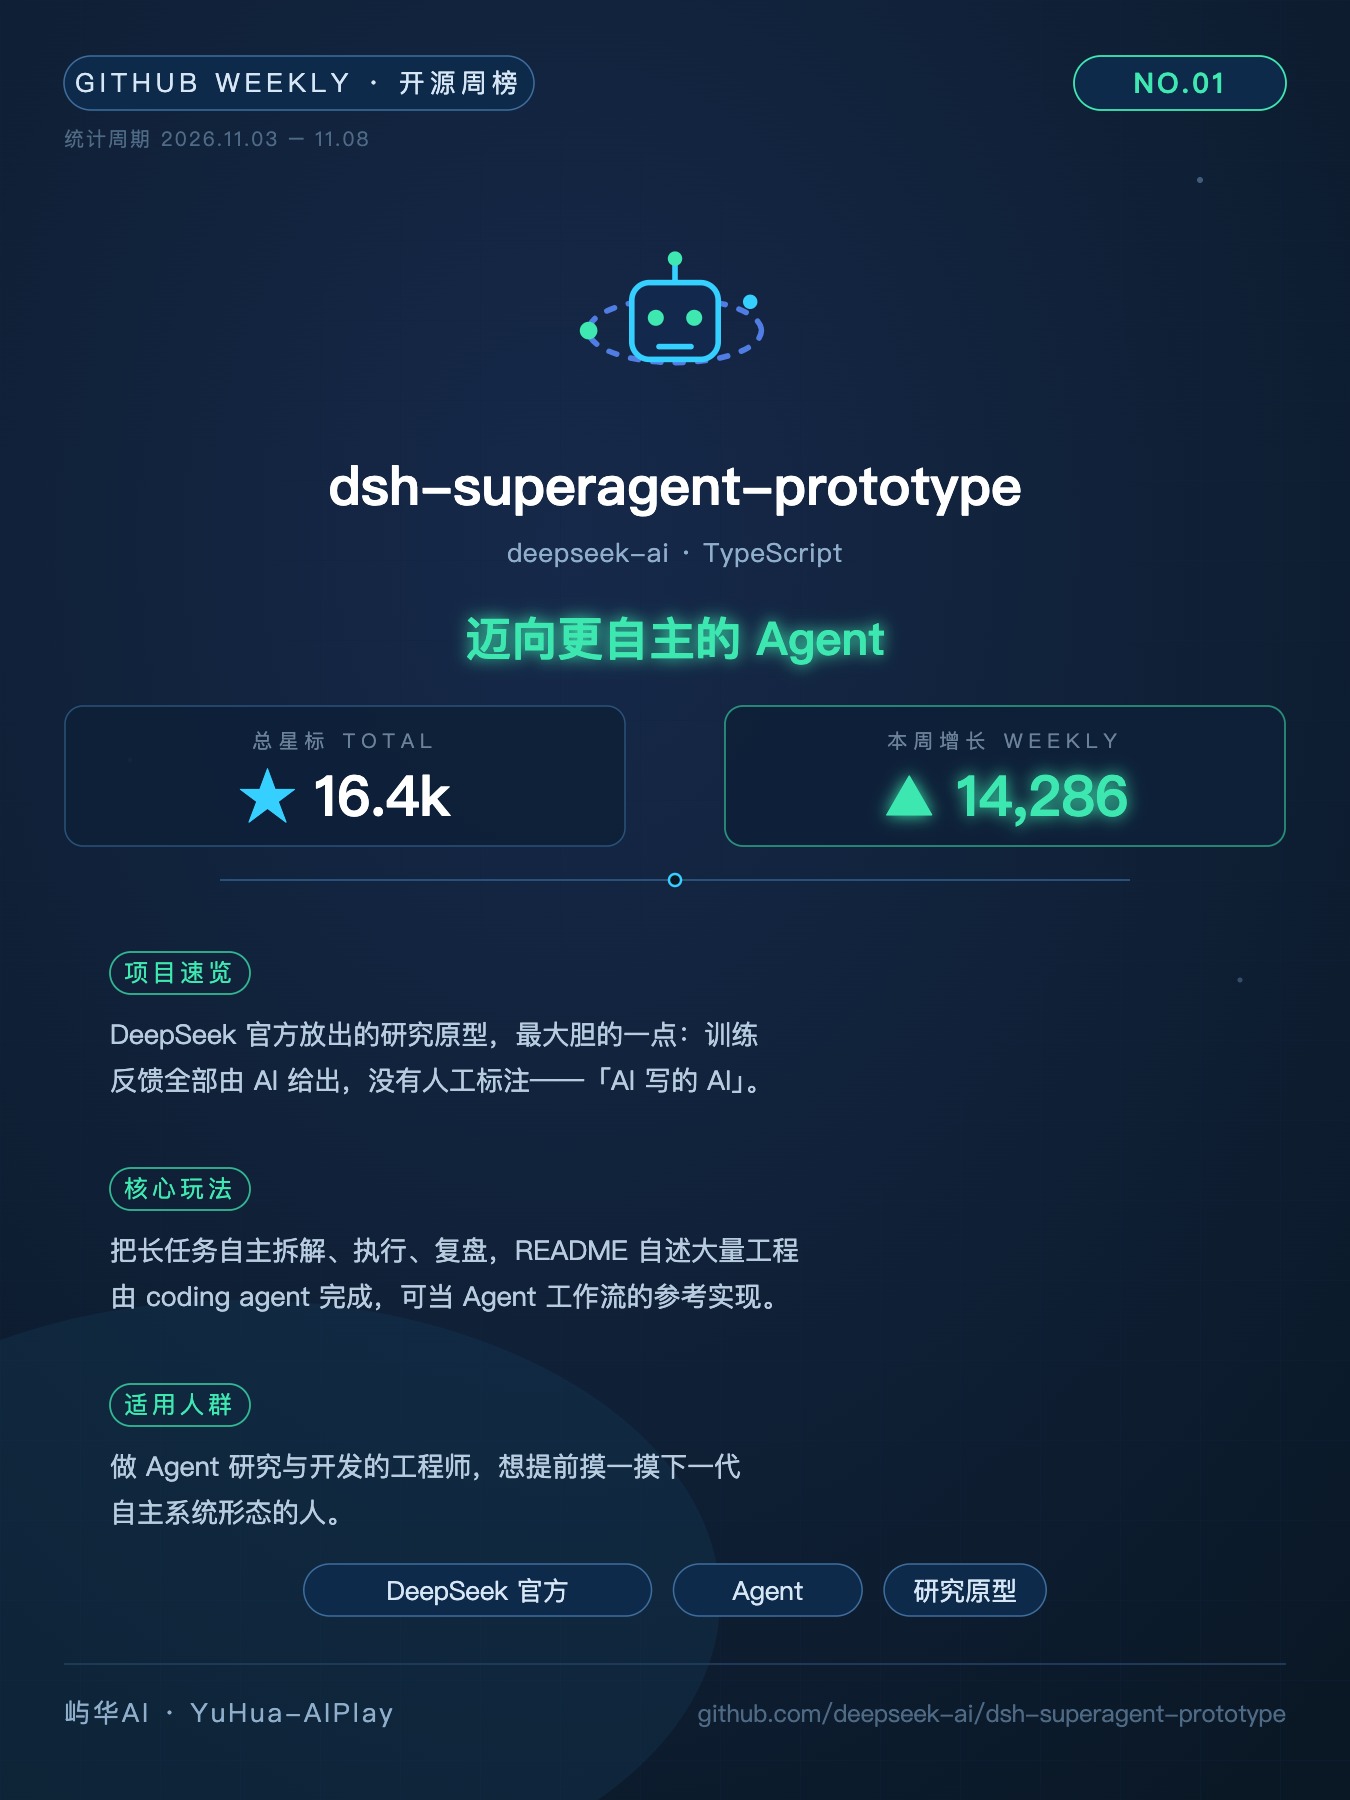 GITHUB WEEKLY · 开源周榜
NO.01
统计周期 2026.11.03 — 11.08
dsh-superagent-prototype
deepseek-ai · TypeScript
迈向更自主的 Agent
总星标 TOTAL
★ 16.4k
本周增长 WEEKLY
▲ 14,286
项目速览
DeepSeek 官方放出的研究原型，最大胆的一点：训练
反馈全部由 AI 给出，没有人工标注——「AI 写的 AI」。
核心玩法
把长任务自主拆解、执行、复盘，README 自述大量工程
由 coding agent 完成，可当 Agent 工作流的参考实现。
适用人群
做 Agent 研究与开发的工程师，想提前摸一摸下一代
自主系统形态的人。
DeepSeek 官方
Agent
研究原型
屿华AI · YuHua-AIPlay
github.com/deepseek-ai/dsh-superagent-prototype